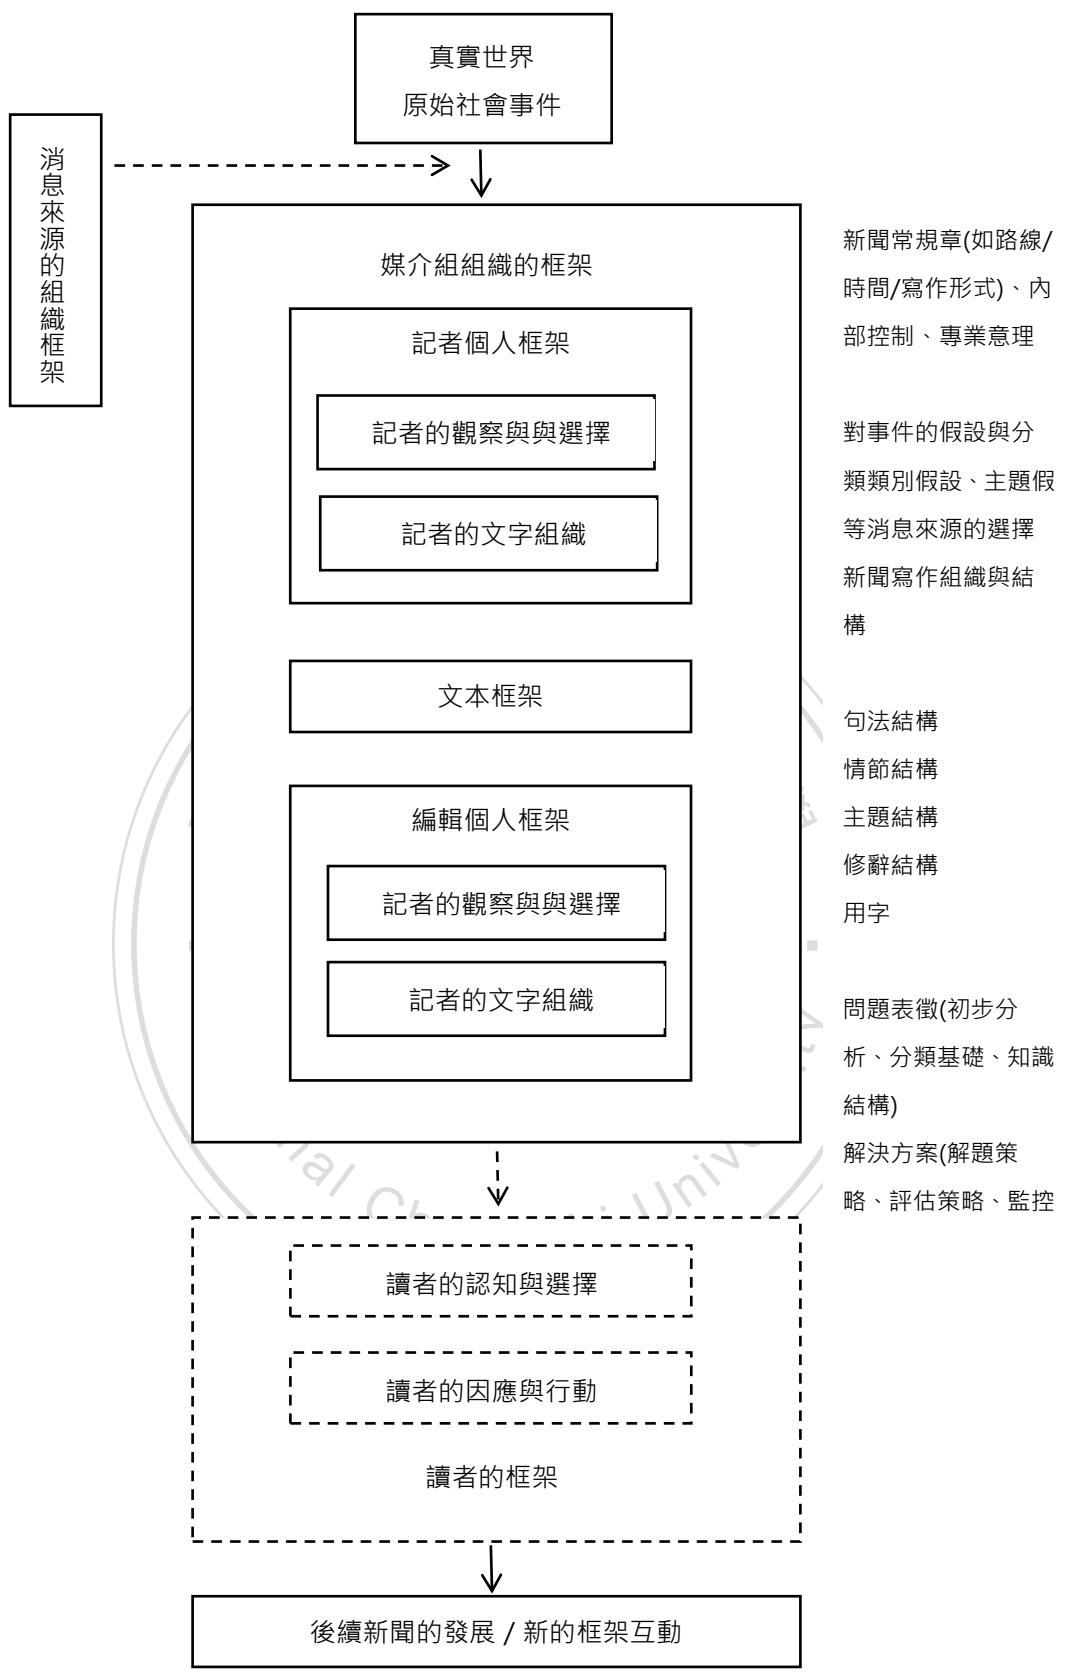 真實世界
原始社會事件
消息來源的組織框架
媒介組組織的框架
記者個人框架
記者的觀察與與選擇
記者的文字組織
文本框架
編輯個人框架
記者的觀察與與選擇
記者的文字組織
讀者的認知與選擇
讀者的因應與行動
讀者的框架
後續新聞的發展 / 新的框架互動
新聞常規章(如路線/
時間/寫作形式)、內
部控制、專業意理
對事件的假設與分
類類別假設、主題假
等消息來源的選擇
新聞寫作組織與結
構
句法結構
情節結構
主題結構
修辭結構
用字
問題表徵(初步分
析、分類基礎、知識
結構)
解決方案(解題策
略、評估策略、監控